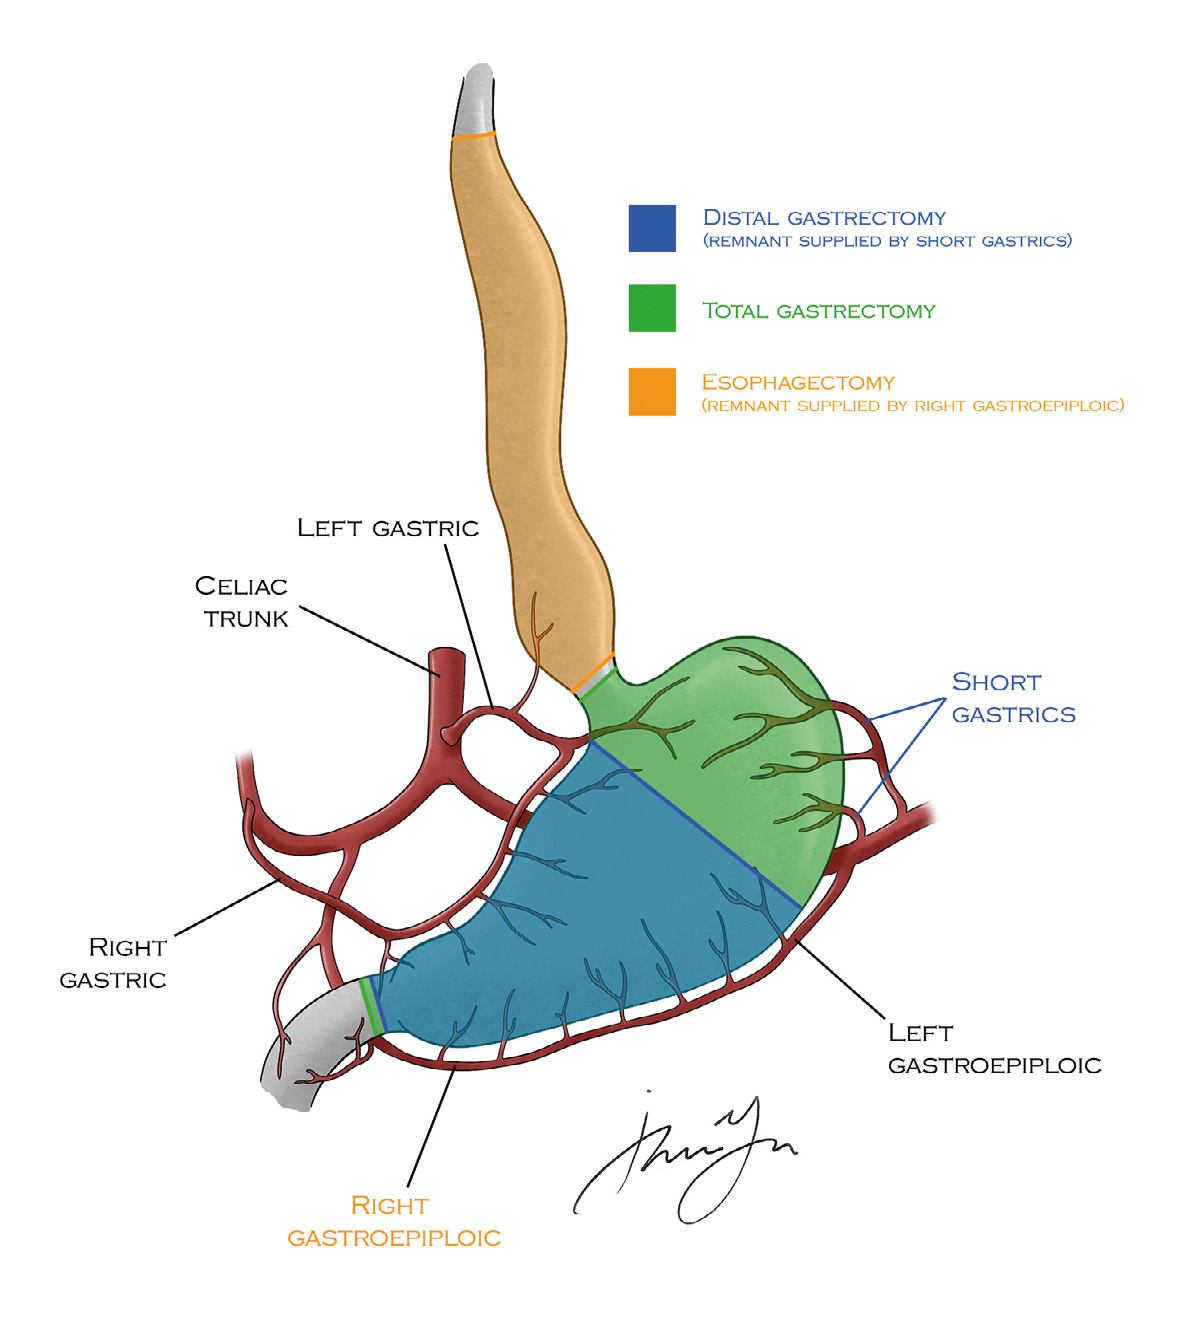 DISTAL GASTRECTOMY
(REMNANT SUPPLIED BY SHORT GASTRICS)
TOTAL GASTRECTOMY
ESOPHAGECTOMY
(REMNANT SUPPLIED BY RIGHT GASTROEPIPLOIC)
LEFT GASTRIC
CELIAC
TRUNK
SHORT
GASTRICS
RIGHT
GASTRIC
LEFT
GASTROEPIPLOIC
RIGHT
GASTROEPIPLOIC